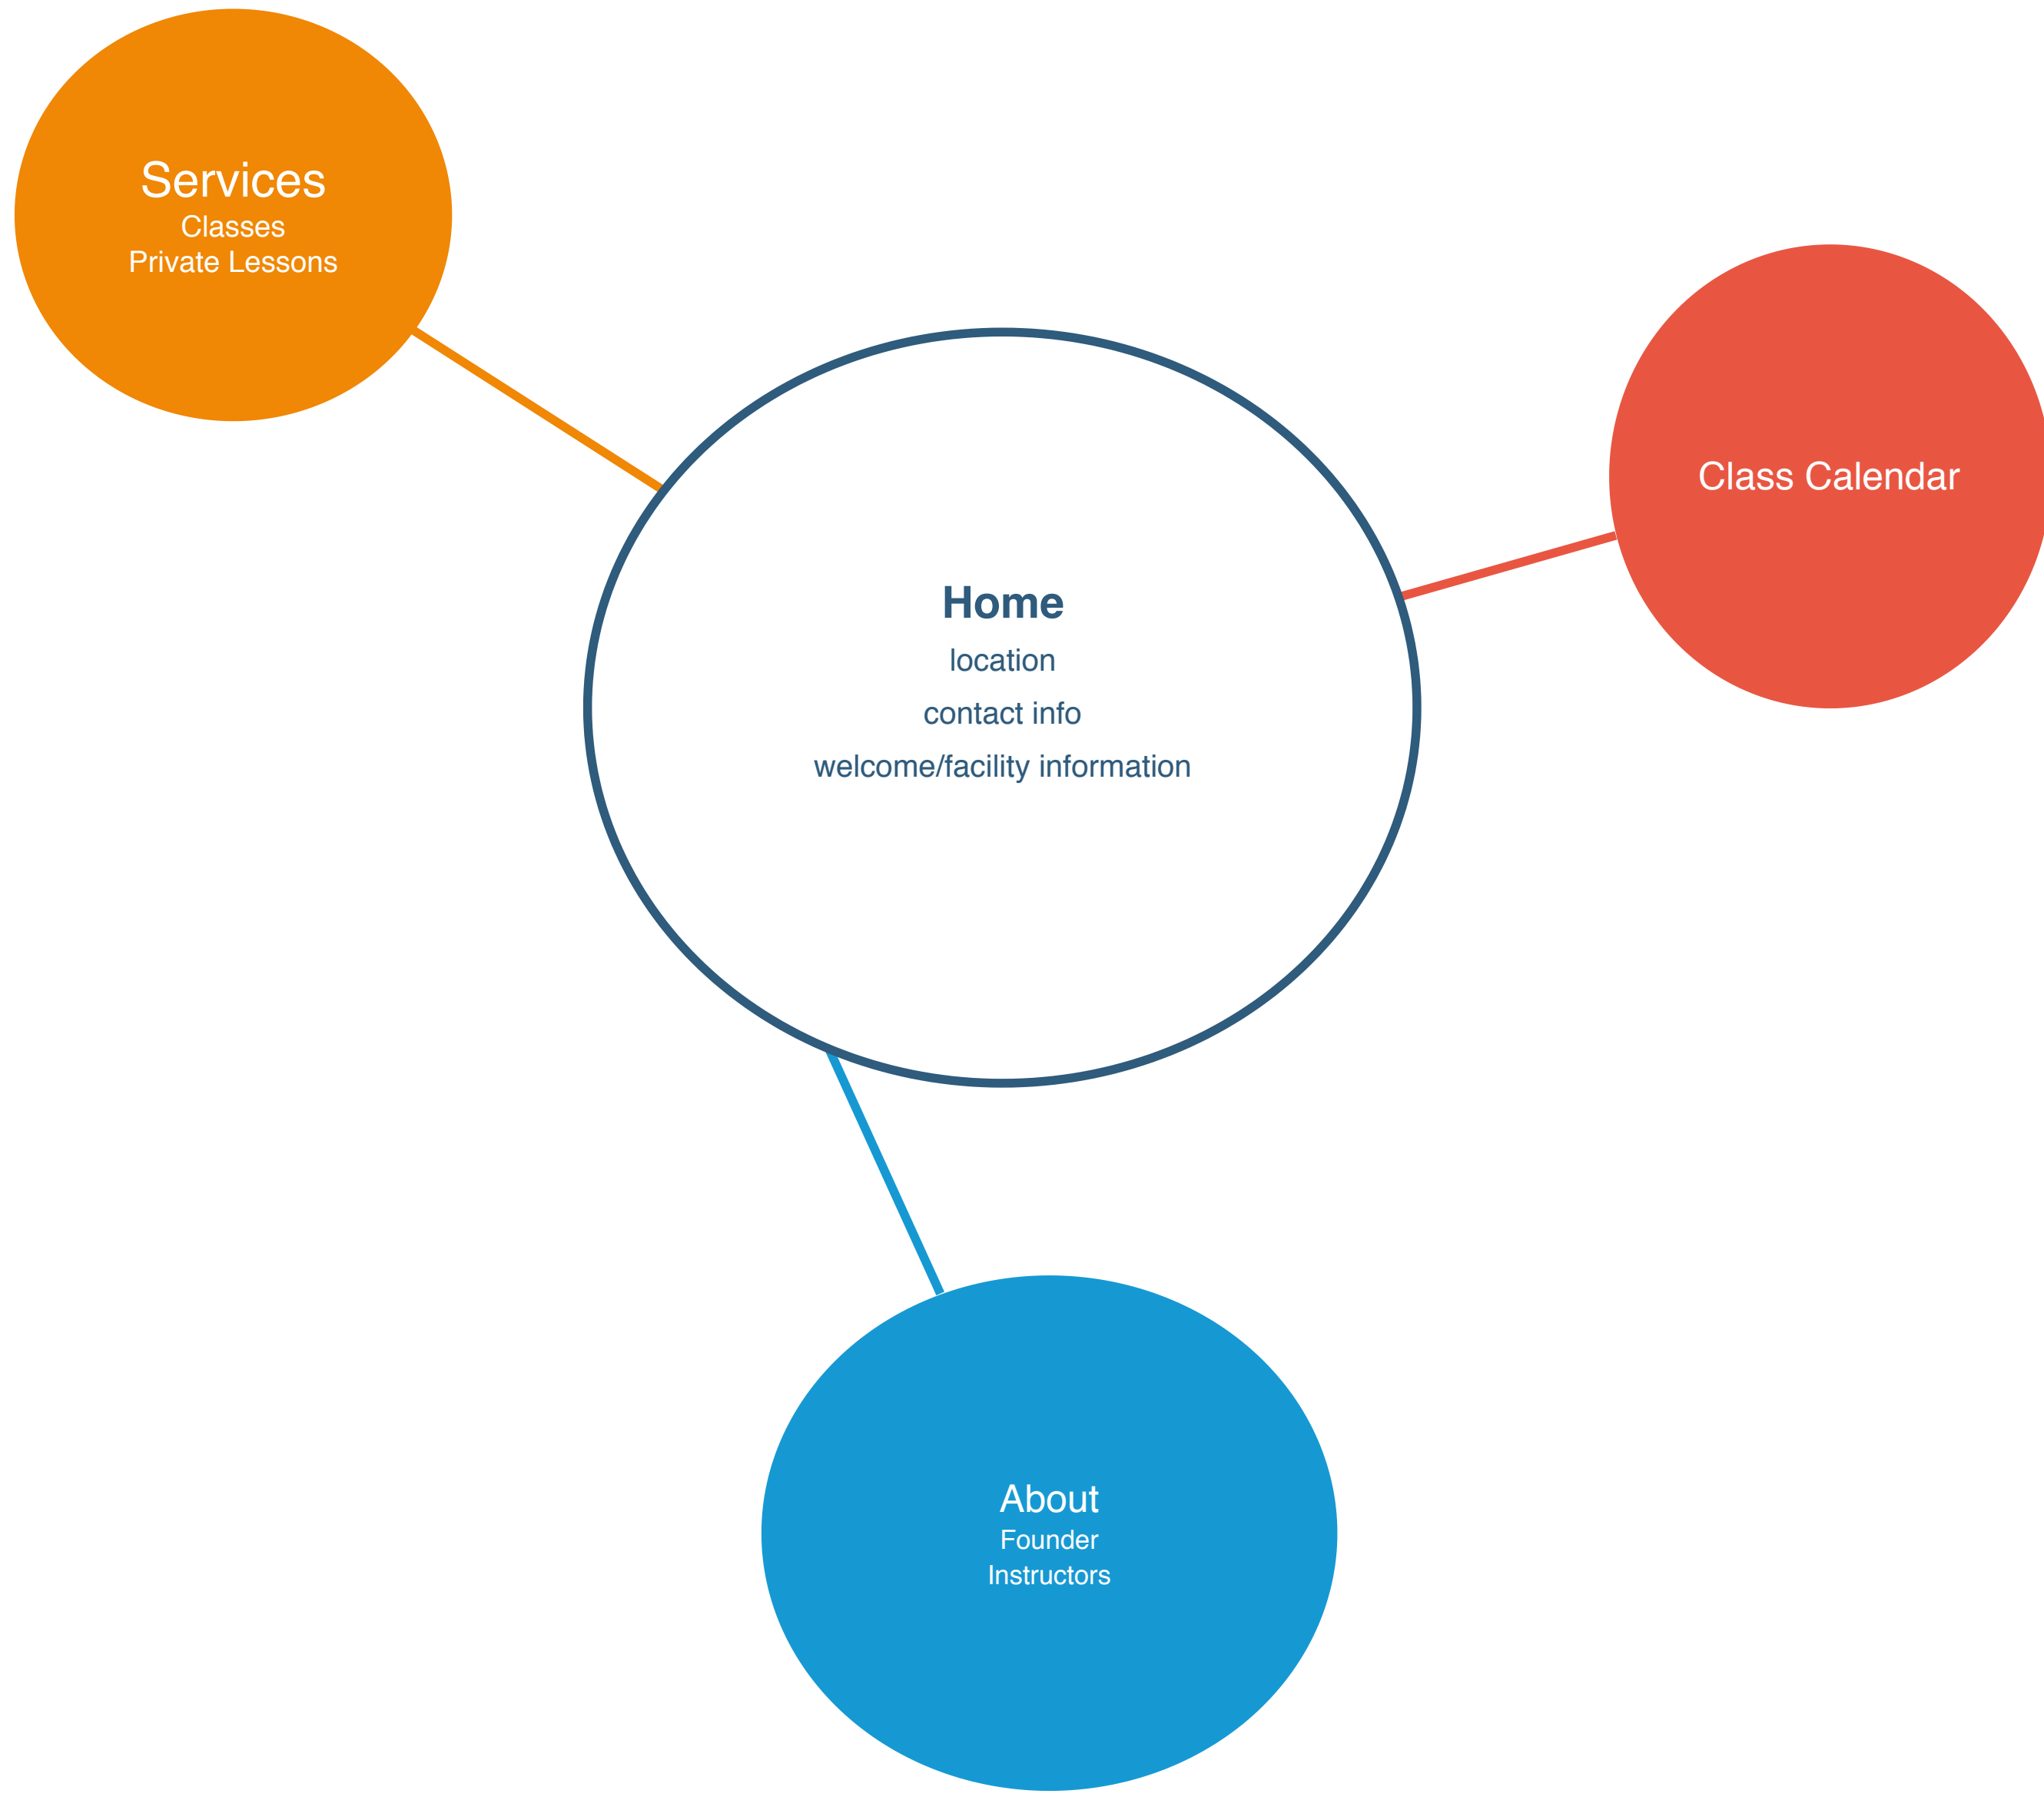 Services
Classes
Private Lessons
Class Calendar
Home
location
contact info
welcome/facility information
About
Founder
Instructors